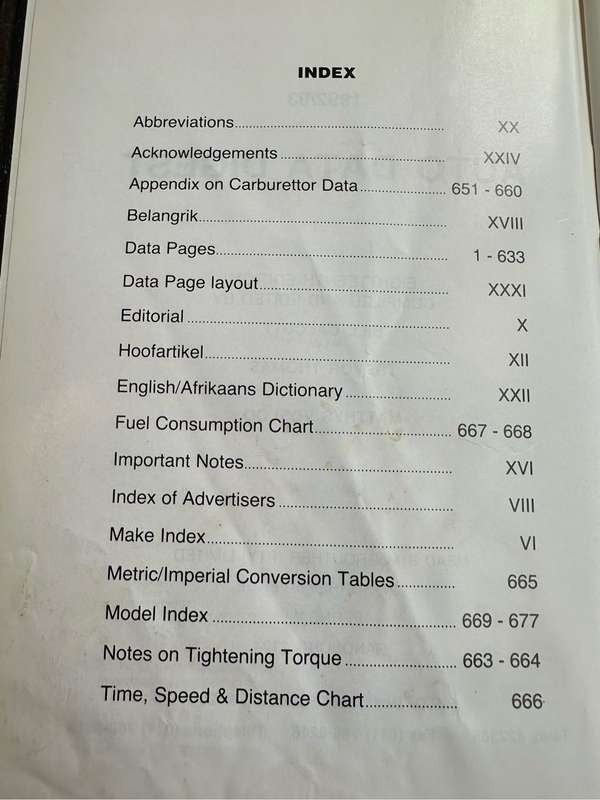 INDEX
Abbreviations.......... XX
Acknowledgements.......... XXIV
Appendix on Carburettor Data.......... 651 - 660
Belangrik.......... XVIII
Data Pages.......... 1 - 633
Data Page layout.......... XXXI
Editorial.......... X
Hoofartikel.......... XII
English/Afrikaans Dictionary.......... XXII
Fuel Consumption Chart.......... 667 - 668
Important Notes.......... XVI
Index of Advertisers.......... VIII
Make Index.......... VI
Metric/Imperial Conversion Tables.......... 665
Model Index.......... 669 - 677
Notes on Tightening Torque.......... 663 - 664
Time, Speed & Distance Chart.......... 666